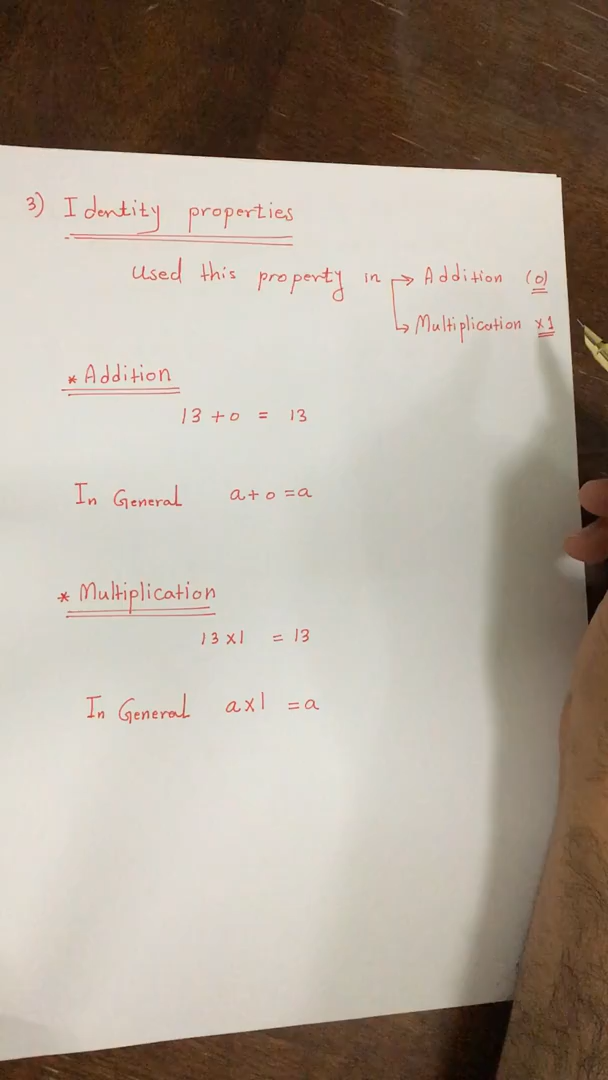 3) Identity properties
Used this property in → Addition (0)
↳ Multiplication x1
* Addition
13 + 0 = 13
In General a + 0 = a
* Multiplication
13 x 1 = 13
In General a x 1 = a